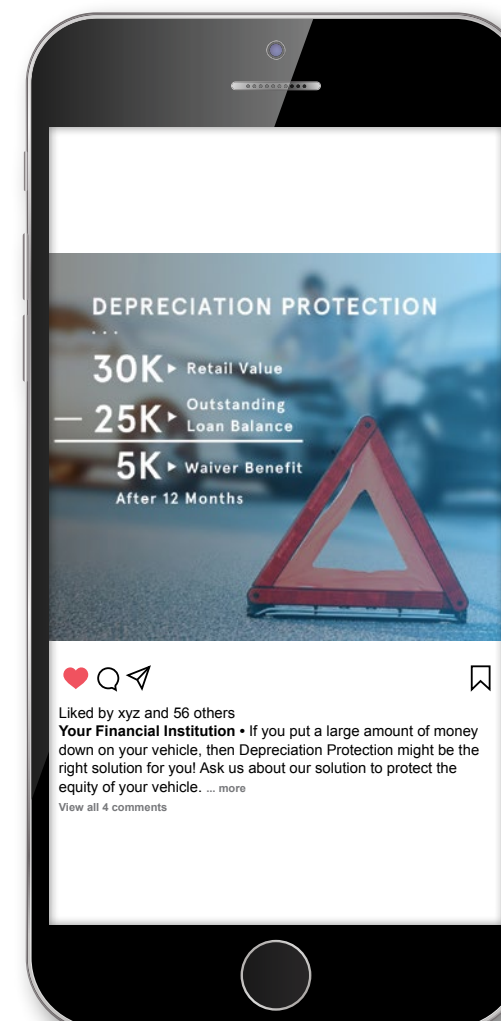 DEPRECIATION PROTECTION
...
30K ▸ Retail Value
— 25K ▸ Outstanding
Loan Balance
5K ▸ Waiver Benefit
After 12 Months
Liked by xyz and 56 others
Your Financial Institution • If you put a large amount of money
down on your vehicle, then Depreciation Protection might be the
right solution for you! Ask us about our solution to protect the
equity of your vehicle. ... more
View all 4 comments